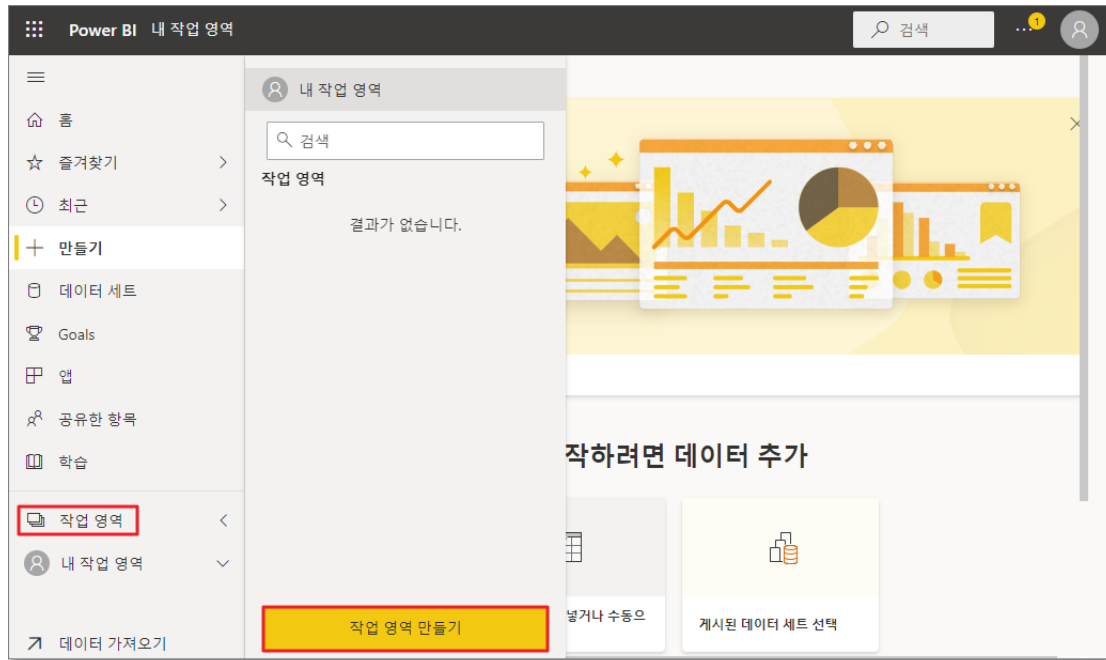 Power BI 내 작업 영역
검색
1
내 작업 영역
홈
검색
즐겨찾기
작업 영역
최근
결과가 없습니다.
만들기
데이터 세트
Goals
앱
공유한 항목
작하려면 데이터 추가
학습
작업 영역
내 작업 영역
넣거나 수동으
게시된 데이터 세트 선택
작업 영역 만들기
데이터 가져오기